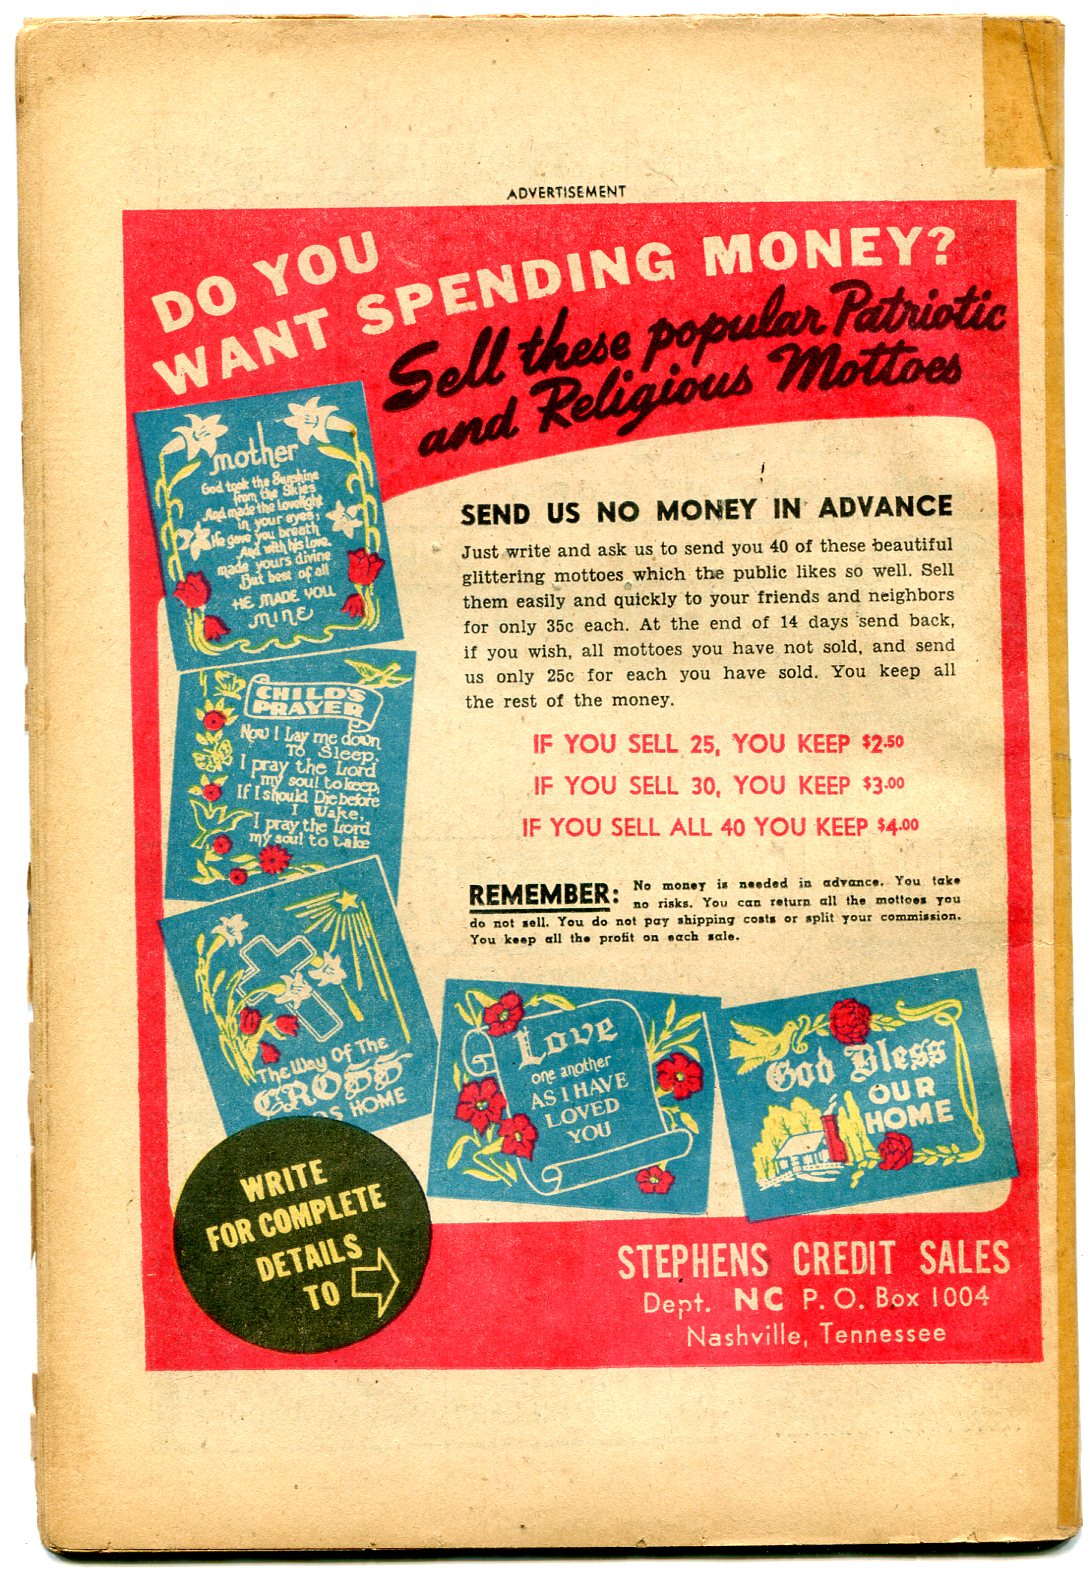 ADVERTISEMENT
DO YOU
WANT SPENDING MONEY?
Sell these popular Patriotic
and Religious Mottoes
mother
God took the Sunshine
from the Skies
And made the lovelight
in your eyes;
He gave you breath
And with his love
made yours divine
But best of all
HE MADE YOU
MINE
CHILD'S
PRAYER
Now I Lay me down
To Sleep,
I pray the Lord
my soul to keep,
If I should Die before
I Wake,
I pray the Lord
my soul to take
The Way Of The
CROSS
DS HOME
SEND US NO MONEY IN ADVANCE
Just write and ask us to send you 40 of these beautiful
glittering mottoes which the public likes so well. Sell
them easily and quickly to your friends and neighbors
for only 35c each. At the end of 14 days send back,
if you wish, all mottoes you have not sold, and send
us only 25c for each you have sold. You keep all
the rest of the money.
IF YOU SELL 25, YOU KEEP $2.50
IF YOU SELL 30, YOU KEEP $3.00
IF YOU SELL ALL 40 YOU KEEP $4.00
REMEMBER: No money is needed in advance. You take
no risks. You can return all the mottoes you
do not sell. You do not pay shipping costs or split your commission.
You keep all the profit on each sale.
Love
one another
AS I HAVE
LOVED
YOU
God Bless
OUR
HOME
WRITE
FOR COMPLETE
DETAILS
TO
STEPHENS CREDIT SALES
Dept. NC P. O. Box 1004
Nashville, Tennessee